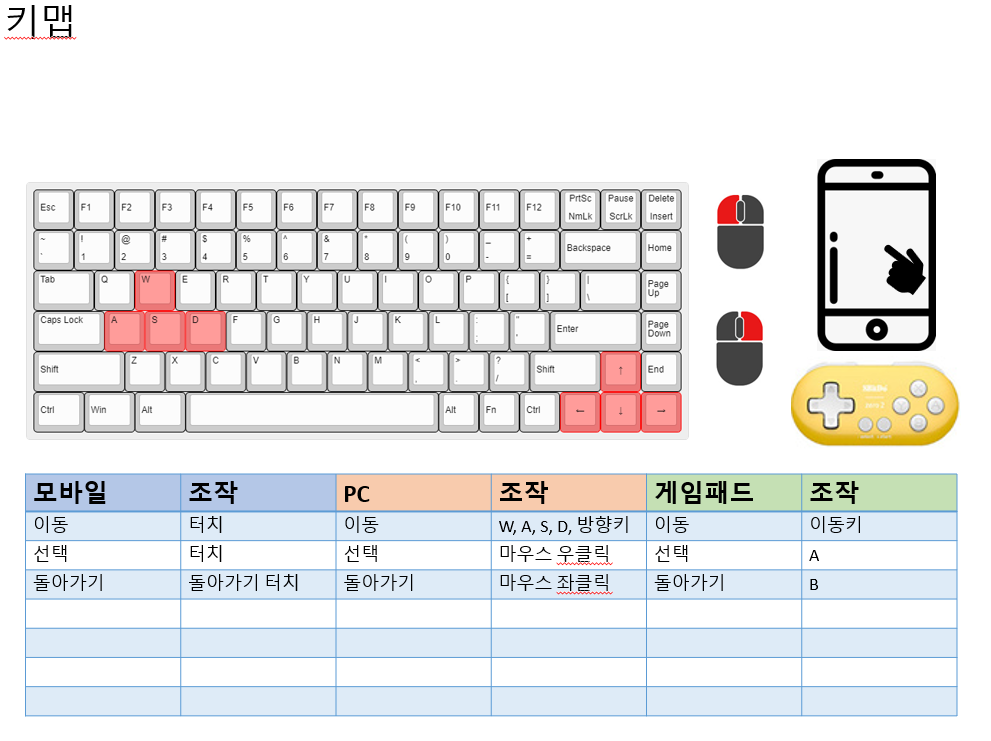 키맵
Esc F1 F2 F3 F4 F5 F6 F7 F8 F9 F10 F11 F12 PrtSc NmLk Pause ScrLk Delete Insert
~ ` ! 1 @ 2 # 3 $ 4 % 5 ^ 6 & 7 * 8 ( 9 ) 0 _ - + = Backspace Home
Tab Q W E R T Y U I O P { [ } ] | \ Page Up
Caps Lock A S D F G H J K L : ; " ' Enter Page Down
Shift Z X C V B N M < , > . ? / Shift ↑ End
Ctrl Win Alt Alt Fn Ctrl ← ↓ →
모바일 조작 PC 조작 게임패드 조작
이동 터치 이동 W, A, S, D, 방향키 이동 이동키
선택 터치 선택 마우스 우클릭 선택 A
돌아가기 돌아가기 터치 돌아가기 마우스 좌클릭 돌아가기 B